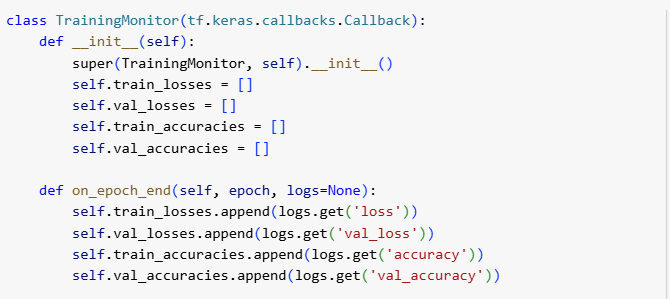 class TrainingMonitor(tf.keras.callbacks.Callback):
    def __init__(self):
        super(TrainingMonitor, self).__init__()
        self.train_losses = []
        self.val_losses = []
        self.train_accuracies = []
        self.val_accuracies = []

    def on_epoch_end(self, epoch, logs=None):
        self.train_losses.append(logs.get('loss'))
        self.val_losses.append(logs.get('val_loss'))
        self.train_accuracies.append(logs.get('accuracy'))
        self.val_accuracies.append(logs.get('val_accuracy'))